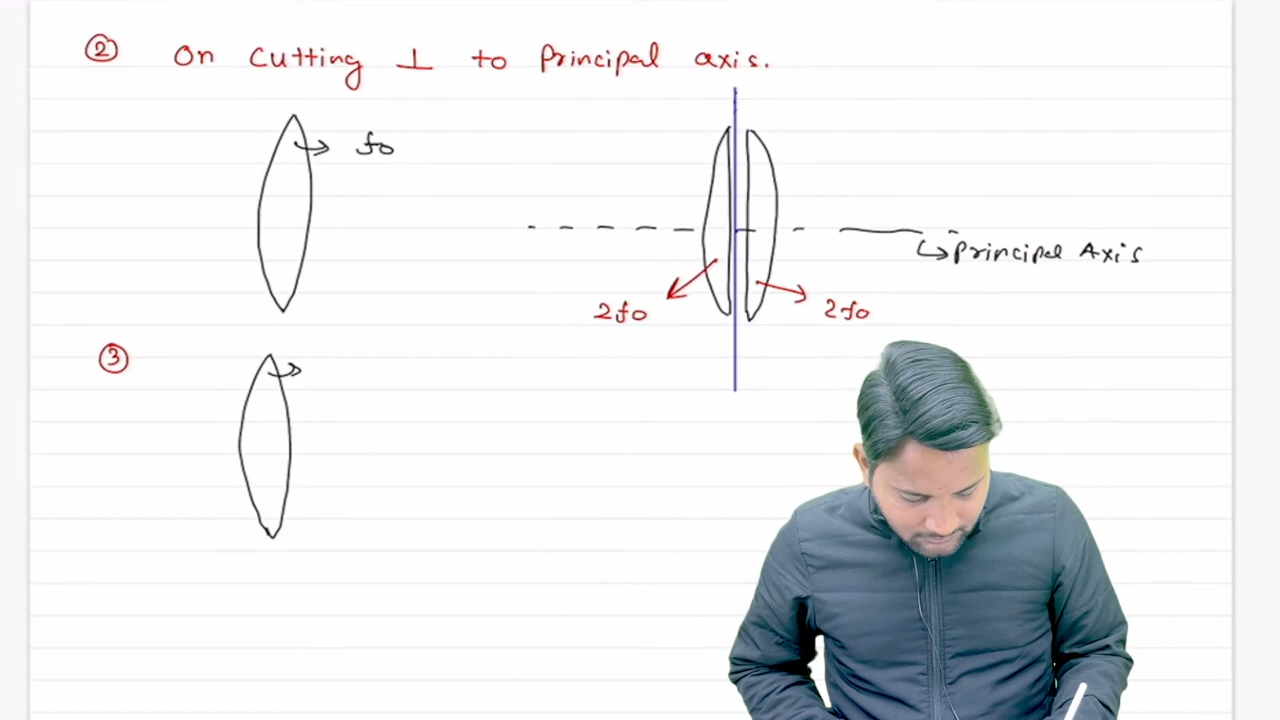 ② On Cutting ⊥ to Principal axis.
fo
Principal Axis
2fo
2fo
③